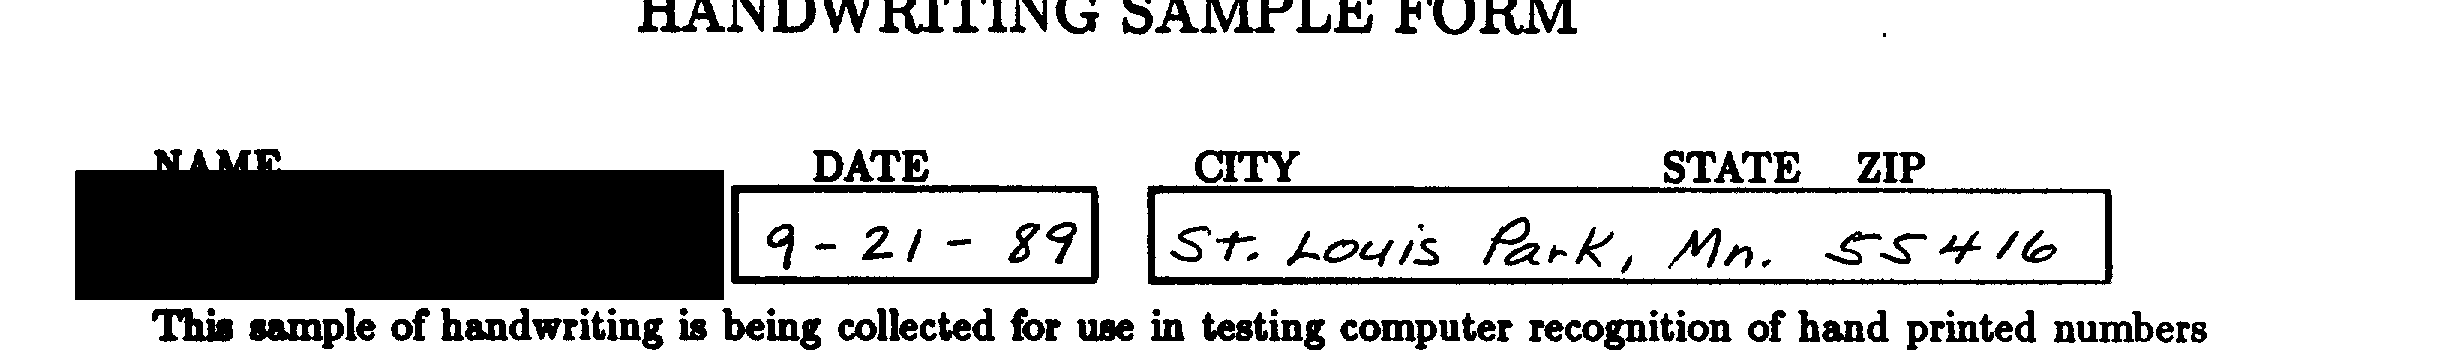 HANDWRITING SAMPLE FORM
NAME DATE CITY STATE ZIP
9-21-89 St. Louis Park, Mn. 55416
This sample of handwriting is being collected for use in testing computer recognition of hand printed numbers